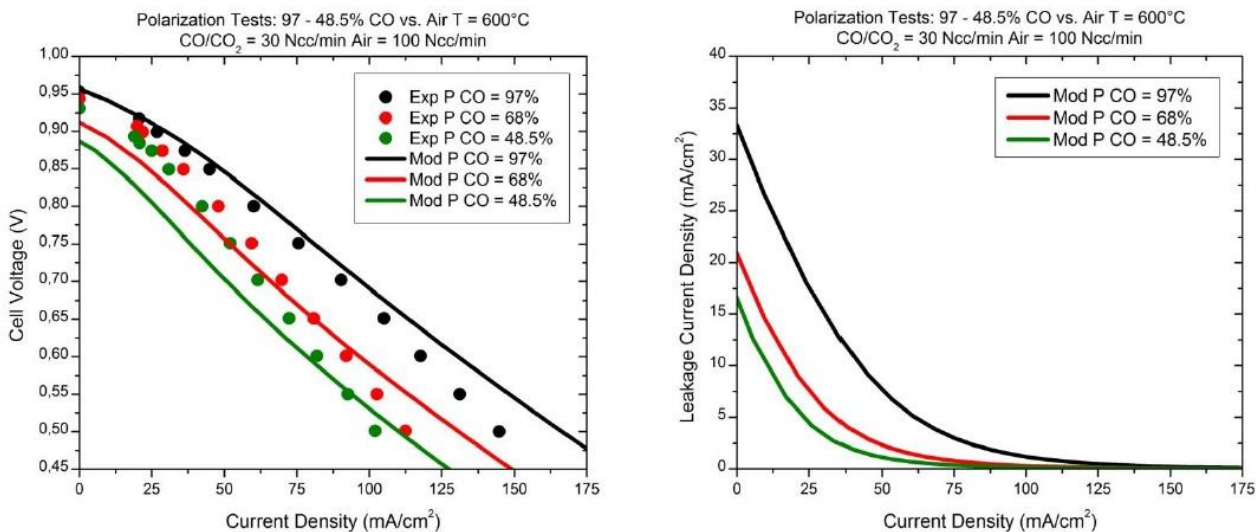 Polarization Tests: 97 - 48.5% CO vs. Air T = 600°C
CO/CO₂ = 30 Ncc/min Air = 100 Ncc/min
1,00
0,95
0,90
0,85
0,80
0,75
0,70
0,65
0,60
0,55
0,50
0,45
Cell Voltage (V)
Exp P CO = 97%
Exp P CO = 68%
Exp P CO = 48.5%
Mod P CO = 97%
Mod P CO = 68%
Mod P CO = 48.5%
0 25 50 75 100 125 150 175
Current Density (mA/cm²)
Polarization Tests: 97 - 48.5% CO vs. Air T = 600°C
CO/CO₂ = 30 Ncc/min Air = 100 Ncc/min
40
35
30
25
20
15
10
5
0
Leakage Current Density (mA/cm²)
Mod P CO = 97%
Mod P CO = 68%
Mod P CO = 48.5%
0 25 50 75 100 125 150 175
Current Density (mA/cm²)